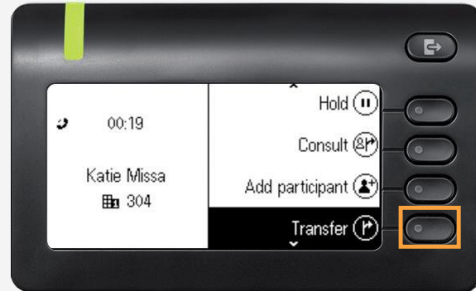 00:19
Katie Missa
304
Hold
Consult
Add participant
Transfer